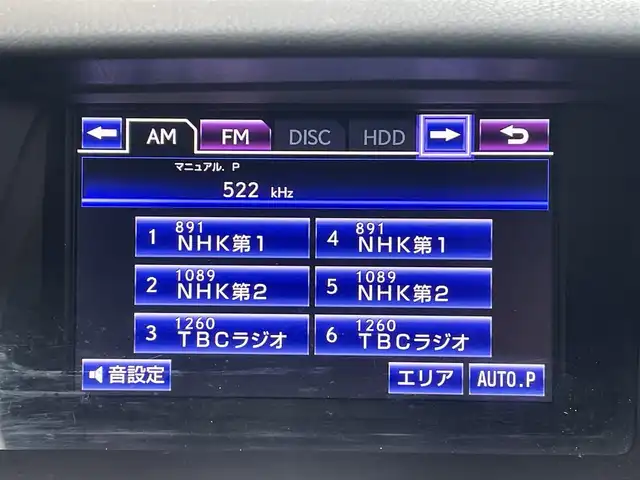 AM FM DISC HDD
マニュアル. P
522 kHz
1 891 NHK第1
4 891 NHK第1
2 1089 NHK第2
5 1089 NHK第2
3 1260 TBCラジオ
6 1260 TBCラジオ
音設定 エリア AUTO.P